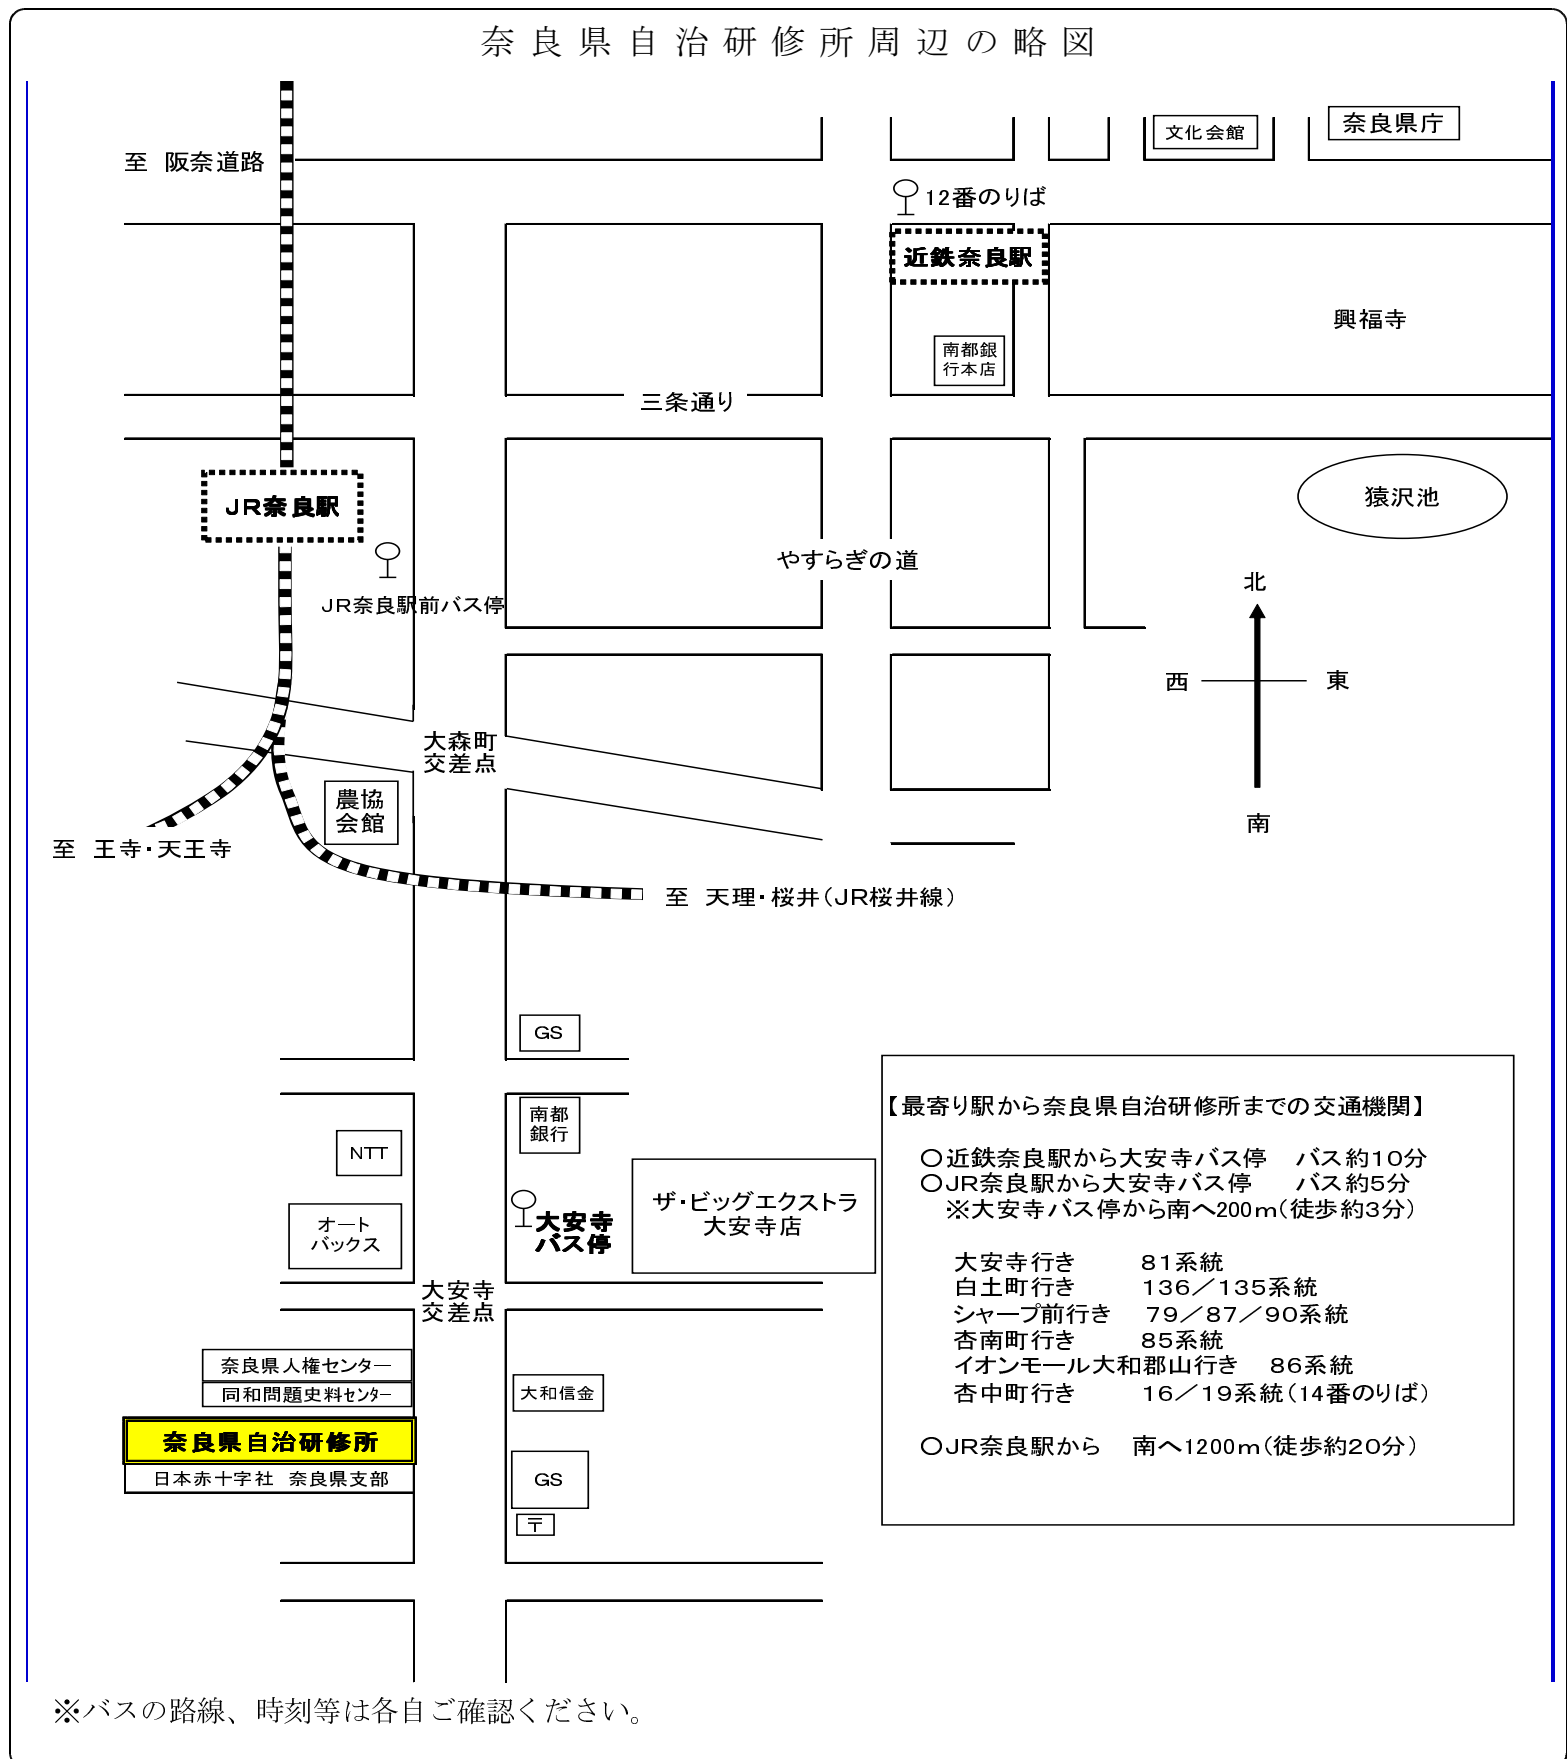 奈良県自治研修所周辺の略図
奈良県庁
文化会館
至 阪奈道路
12番のりば
近鉄奈良駅
興福寺
南都銀
行本店
三条通り
JR奈良駅
猿沢池
やすらぎの道
北
JR奈良駅前バス停
西
東
大森町
交差点
農協
会館
南
至 王寺・天王寺
至 天理・桜井(JR桜井線)
GS
南都
銀行
NTT
ザ・ビッグエクストラ
大安寺店
オート
バックス
大安寺
バス停
大安寺
交差点
奈良県人権センター
同和問題史料センター
大和信金
奈良県自治研修所
日本赤十字社 奈良県支部
GS
〒
【最寄り駅から奈良県自治研修所までの交通機関】
○近鉄奈良駅から大安寺バス停 バス約10分
○JR奈良駅から大安寺バス停 バス約5分
※大安寺バス停から南へ200m(徒歩約3分)
大安寺行き 81系統
白土町行き 136/135系統
シャープ前行き 79/87/90系統
杏南町行き 85系統
イオンモール大和郡山行き 86系統
杏中町行き 16/19系統(14番のりば)
○JR奈良駅から 南へ1200m(徒歩約20分)
※バスの路線、時刻等は各自ご確認ください。